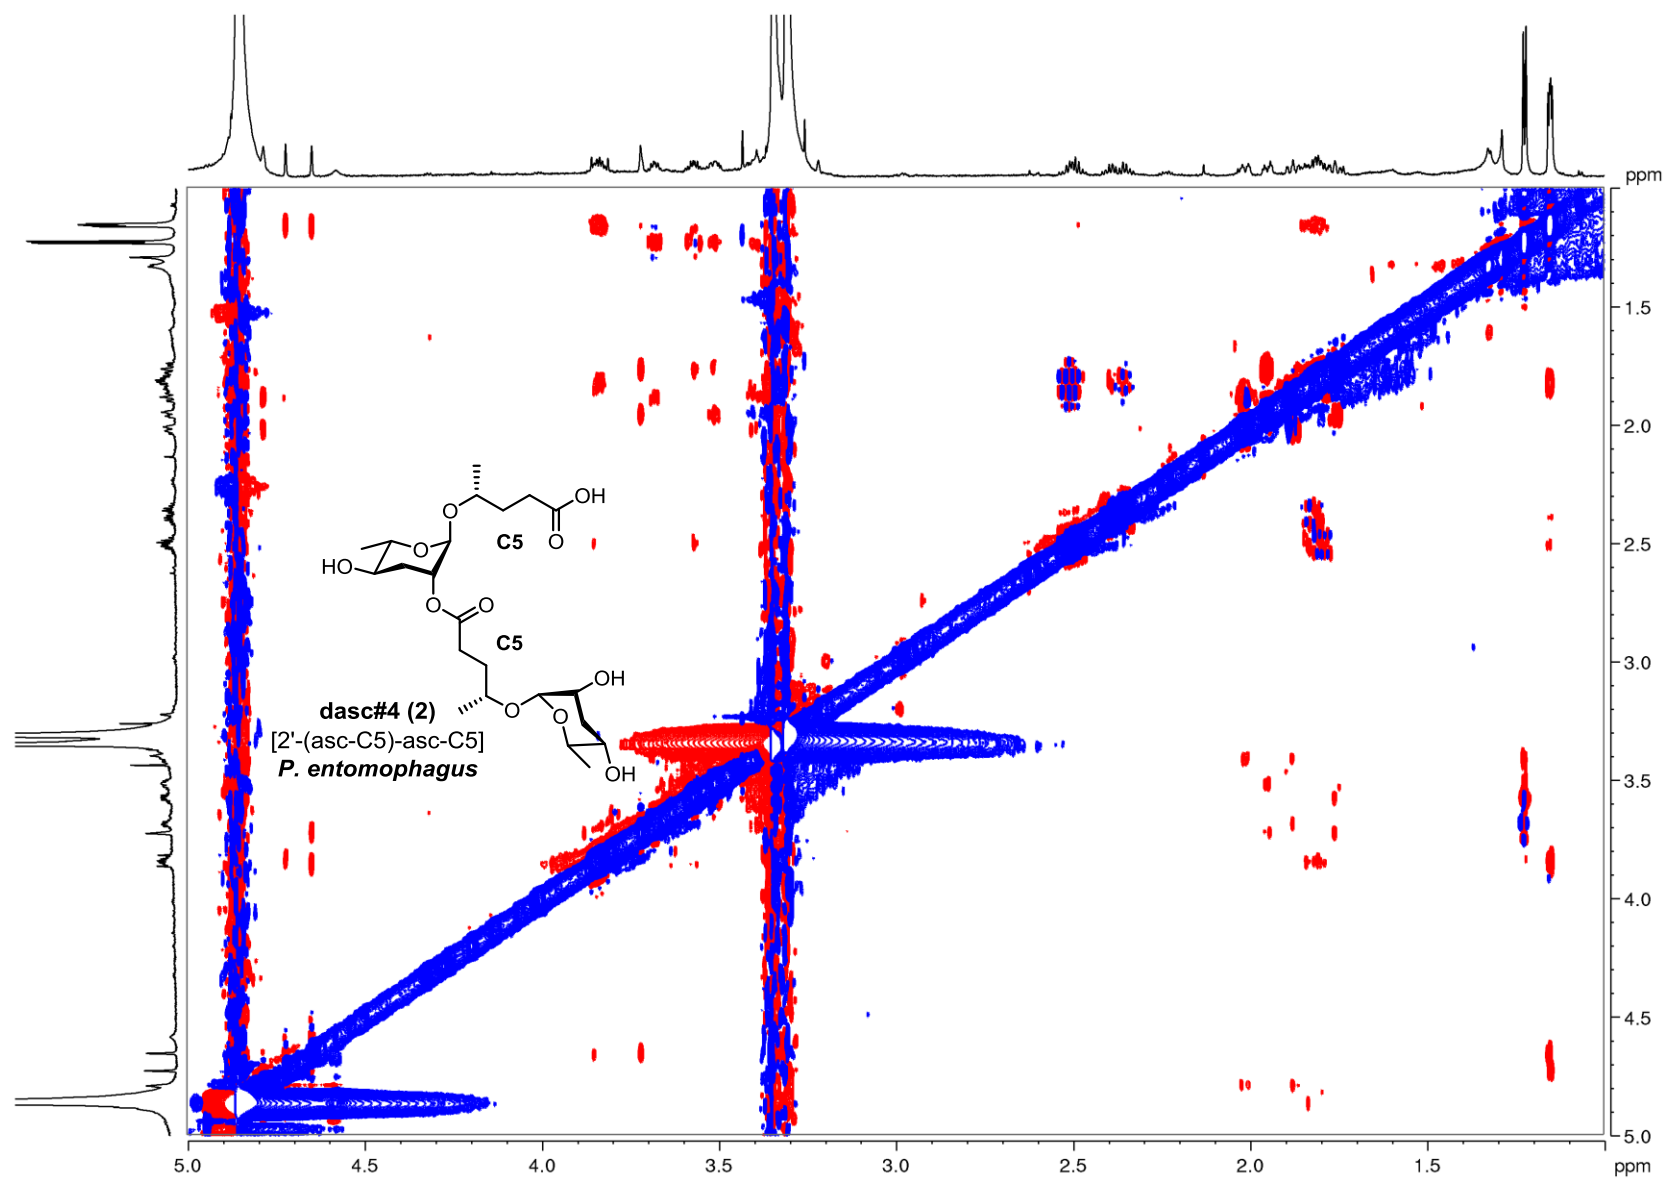 ppm
1.5
2.0
OH
O
C5
O
O
HO
2.5
O
O
C5
3.0
OH
O
O
dasc#4 (2)
[2'-(asc-C5)-asc-C5]
P. entomophagus
OH
3.5
4.0
4.5
5.0
5.0 4.5 4.0 3.5 3.0 2.5 2.0 1.5 ppm